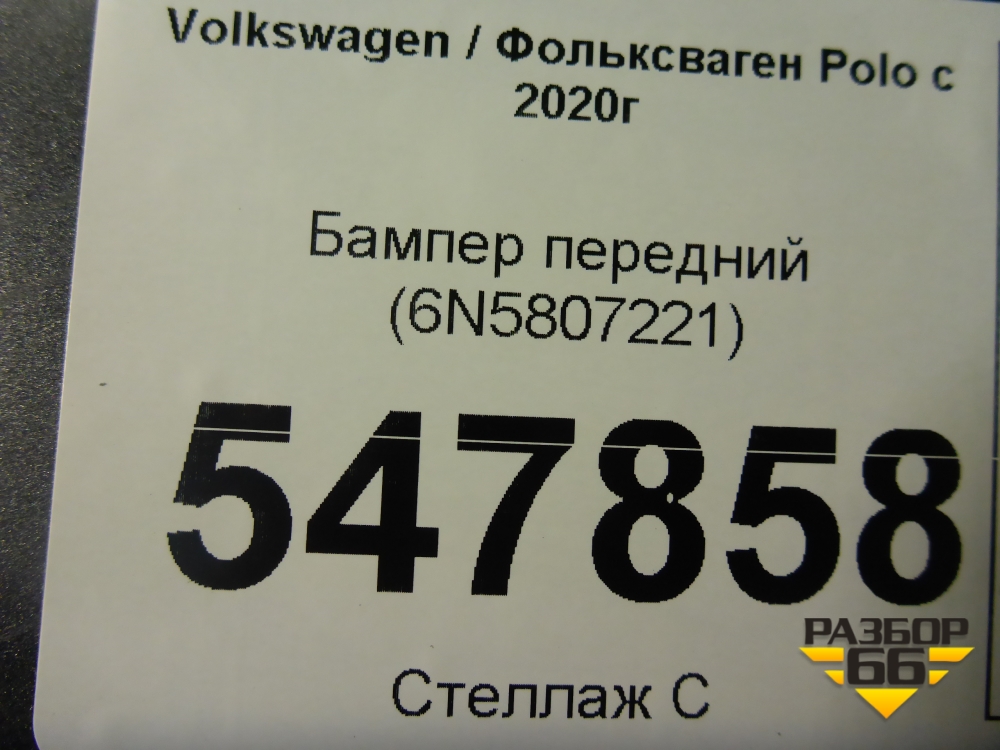 Volkswagen / Фольксваген Polo с
2020г
Бампер передний
(6N5807221)
547858
РАЗБОР
66
Стеллаж С